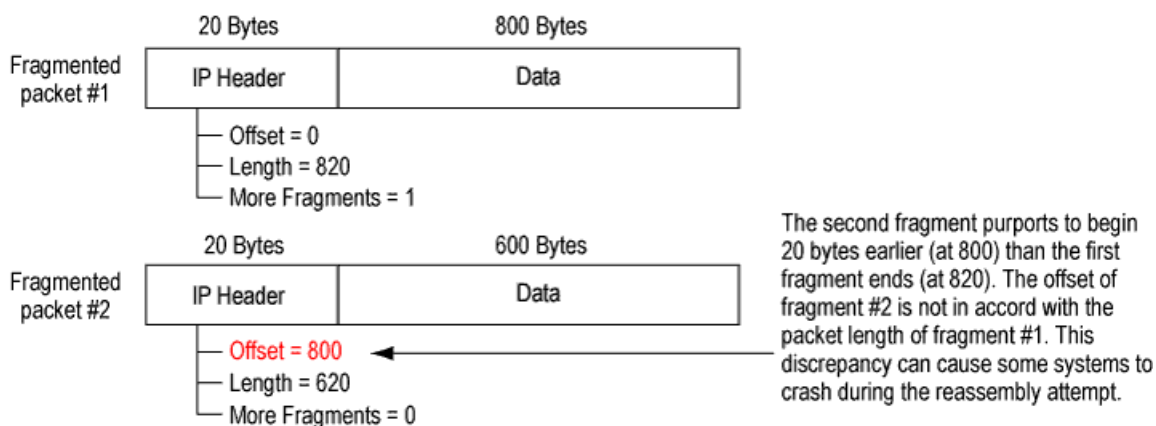 20 Bytes 800 Bytes
Fragmented
packet #1
IP Header Data
Offset = 0
Length = 820
More Fragments = 1
20 Bytes 600 Bytes
Fragmented
packet #2
IP Header Data
Offset = 800
Length = 620
More Fragments = 0
The second fragment purports to begin
20 bytes earlier (at 800) than the first
fragment ends (at 820). The offset of
fragment #2 is not in accord with the
packet length of fragment #1. This
discrepancy can cause some systems to
crash during the reassembly attempt.